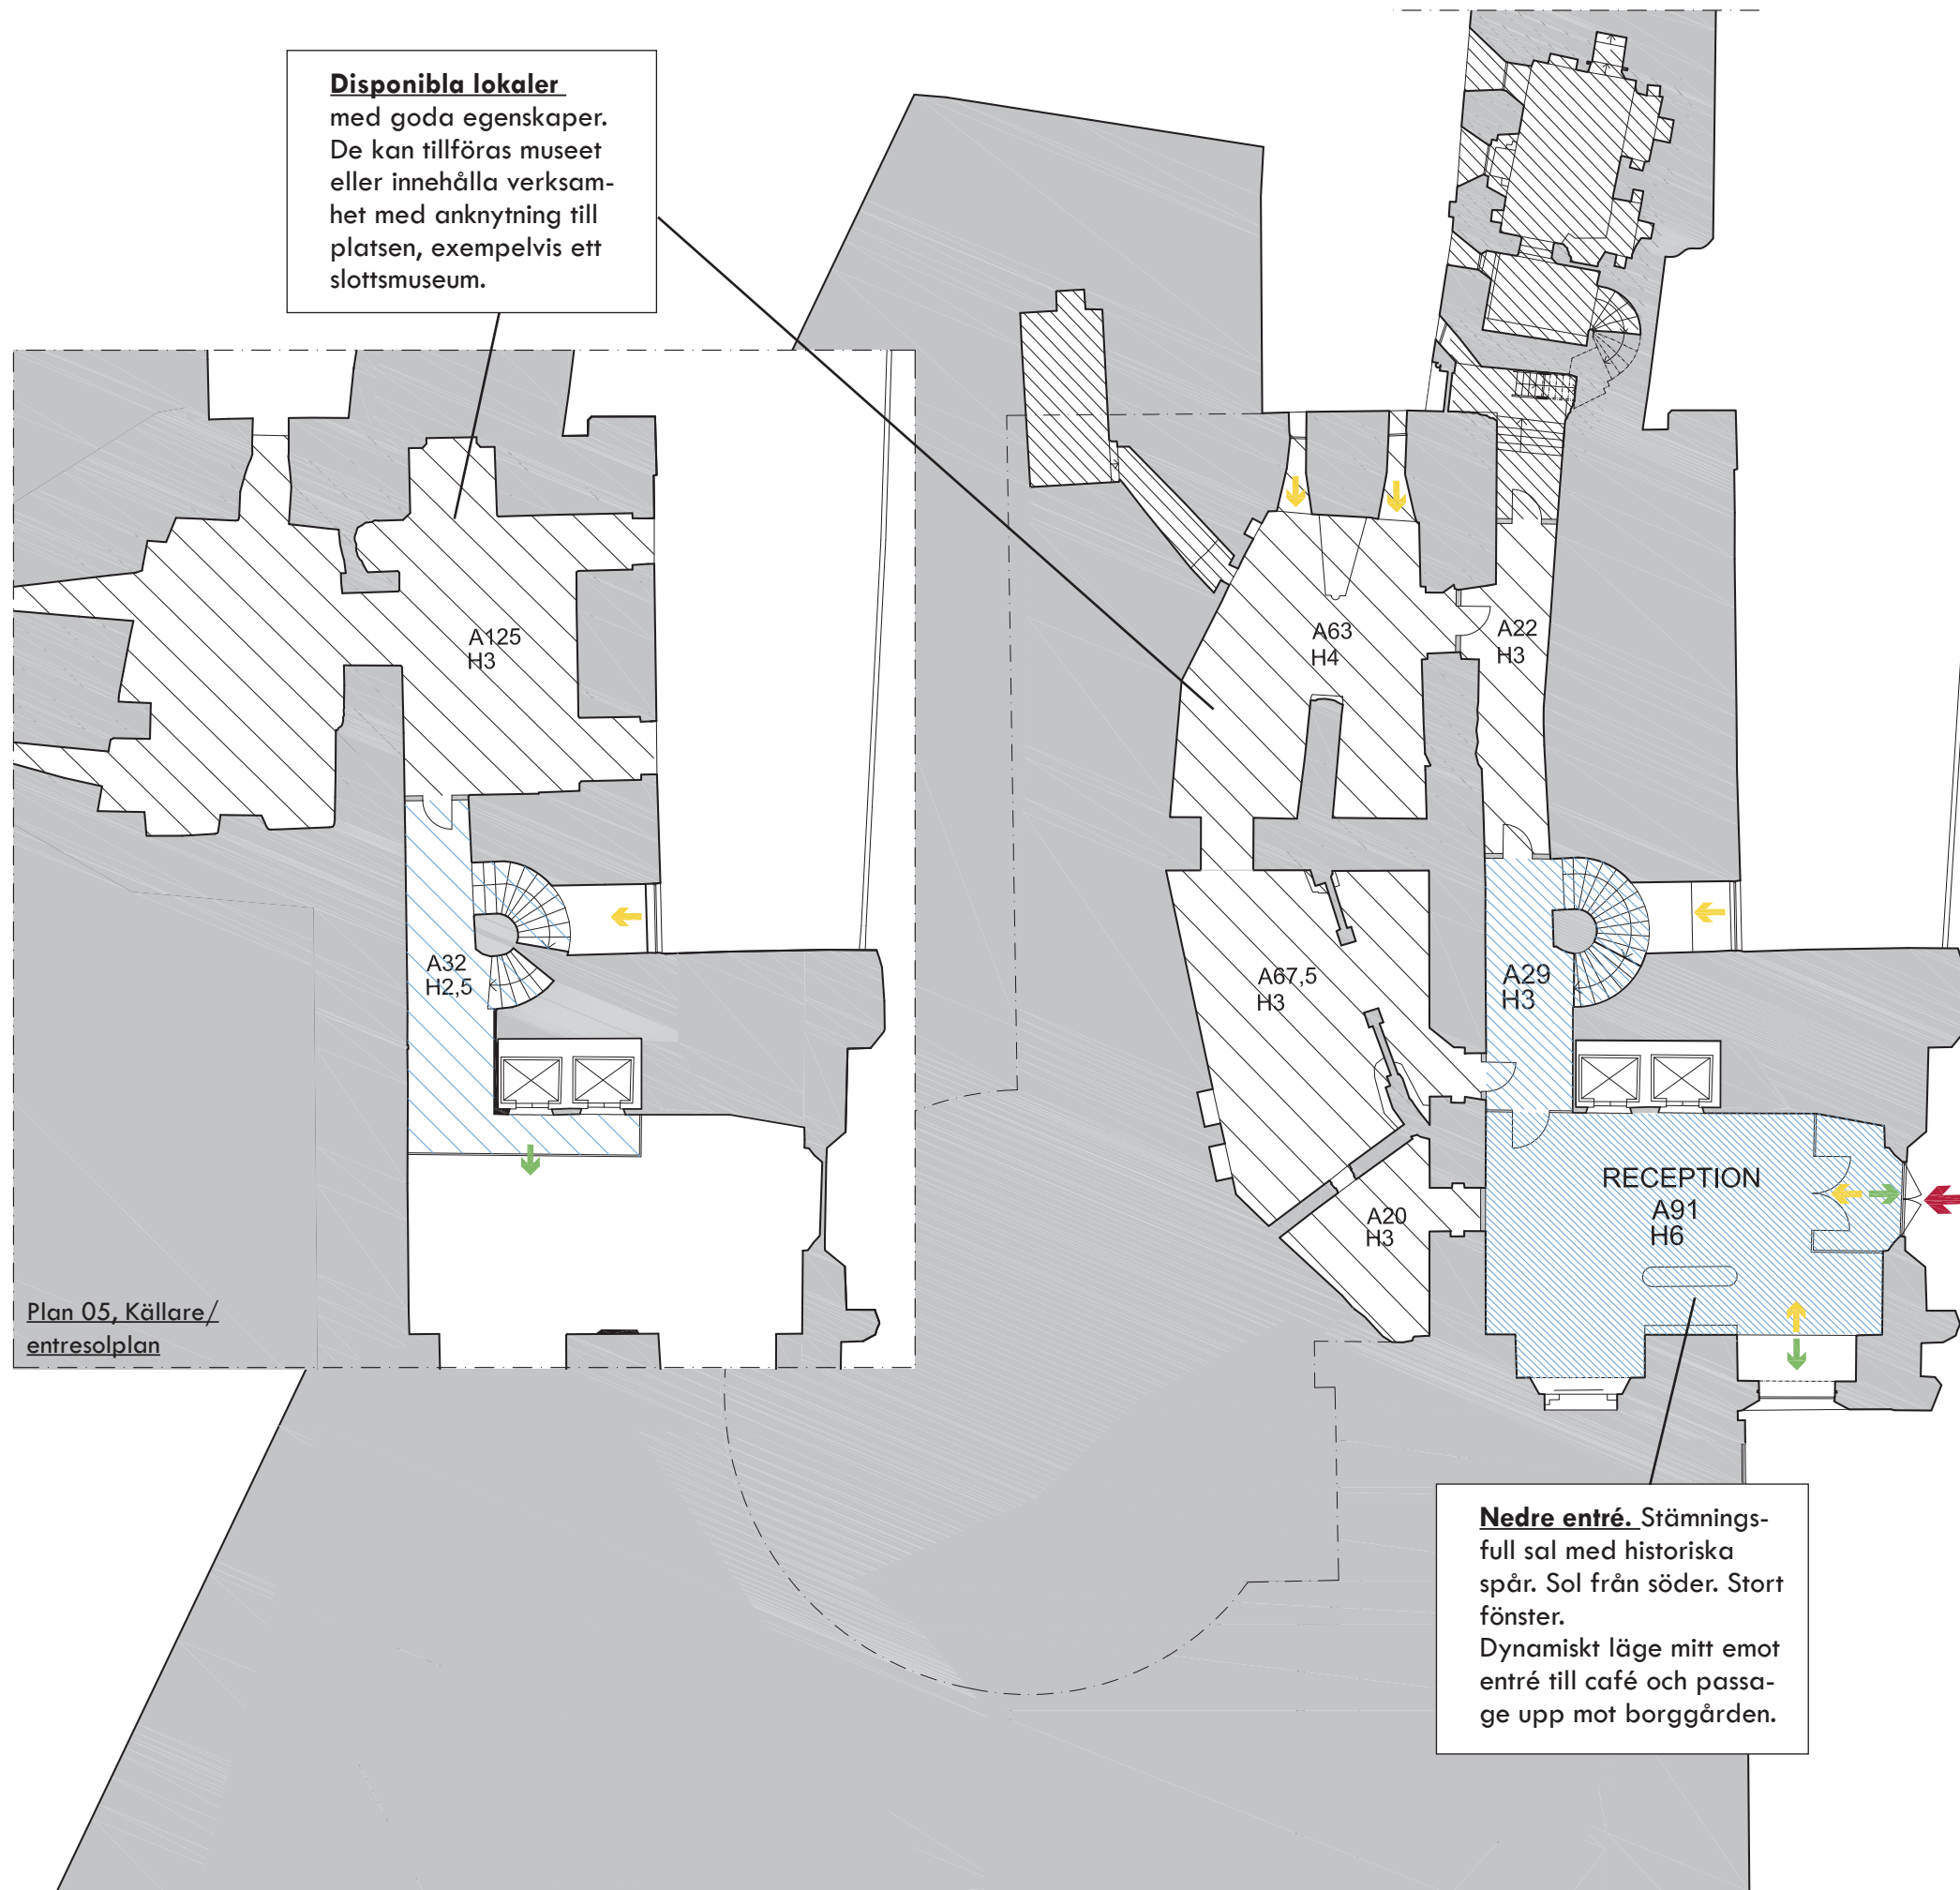 Disponibla lokaler
med goda egenskaper.
De kan tillföras museet
eller innehålla verksam-
het med anknytning till
platsen, exempelvis ett
slottsmuseum.
A125
H3
A32
H2,5
Plan 05, Källare/
entresolplan
A63
H4
A22
H3
A67,5
H3
A29
H3
A20
H3
RECEPTION
A91
H6
Nedre entré. Stämnings-
full sal med historiska
spår. Sol från söder. Stort
fönster.
Dynamiskt läge mitt emot
entré till café och passa-
ge upp mot borggården.